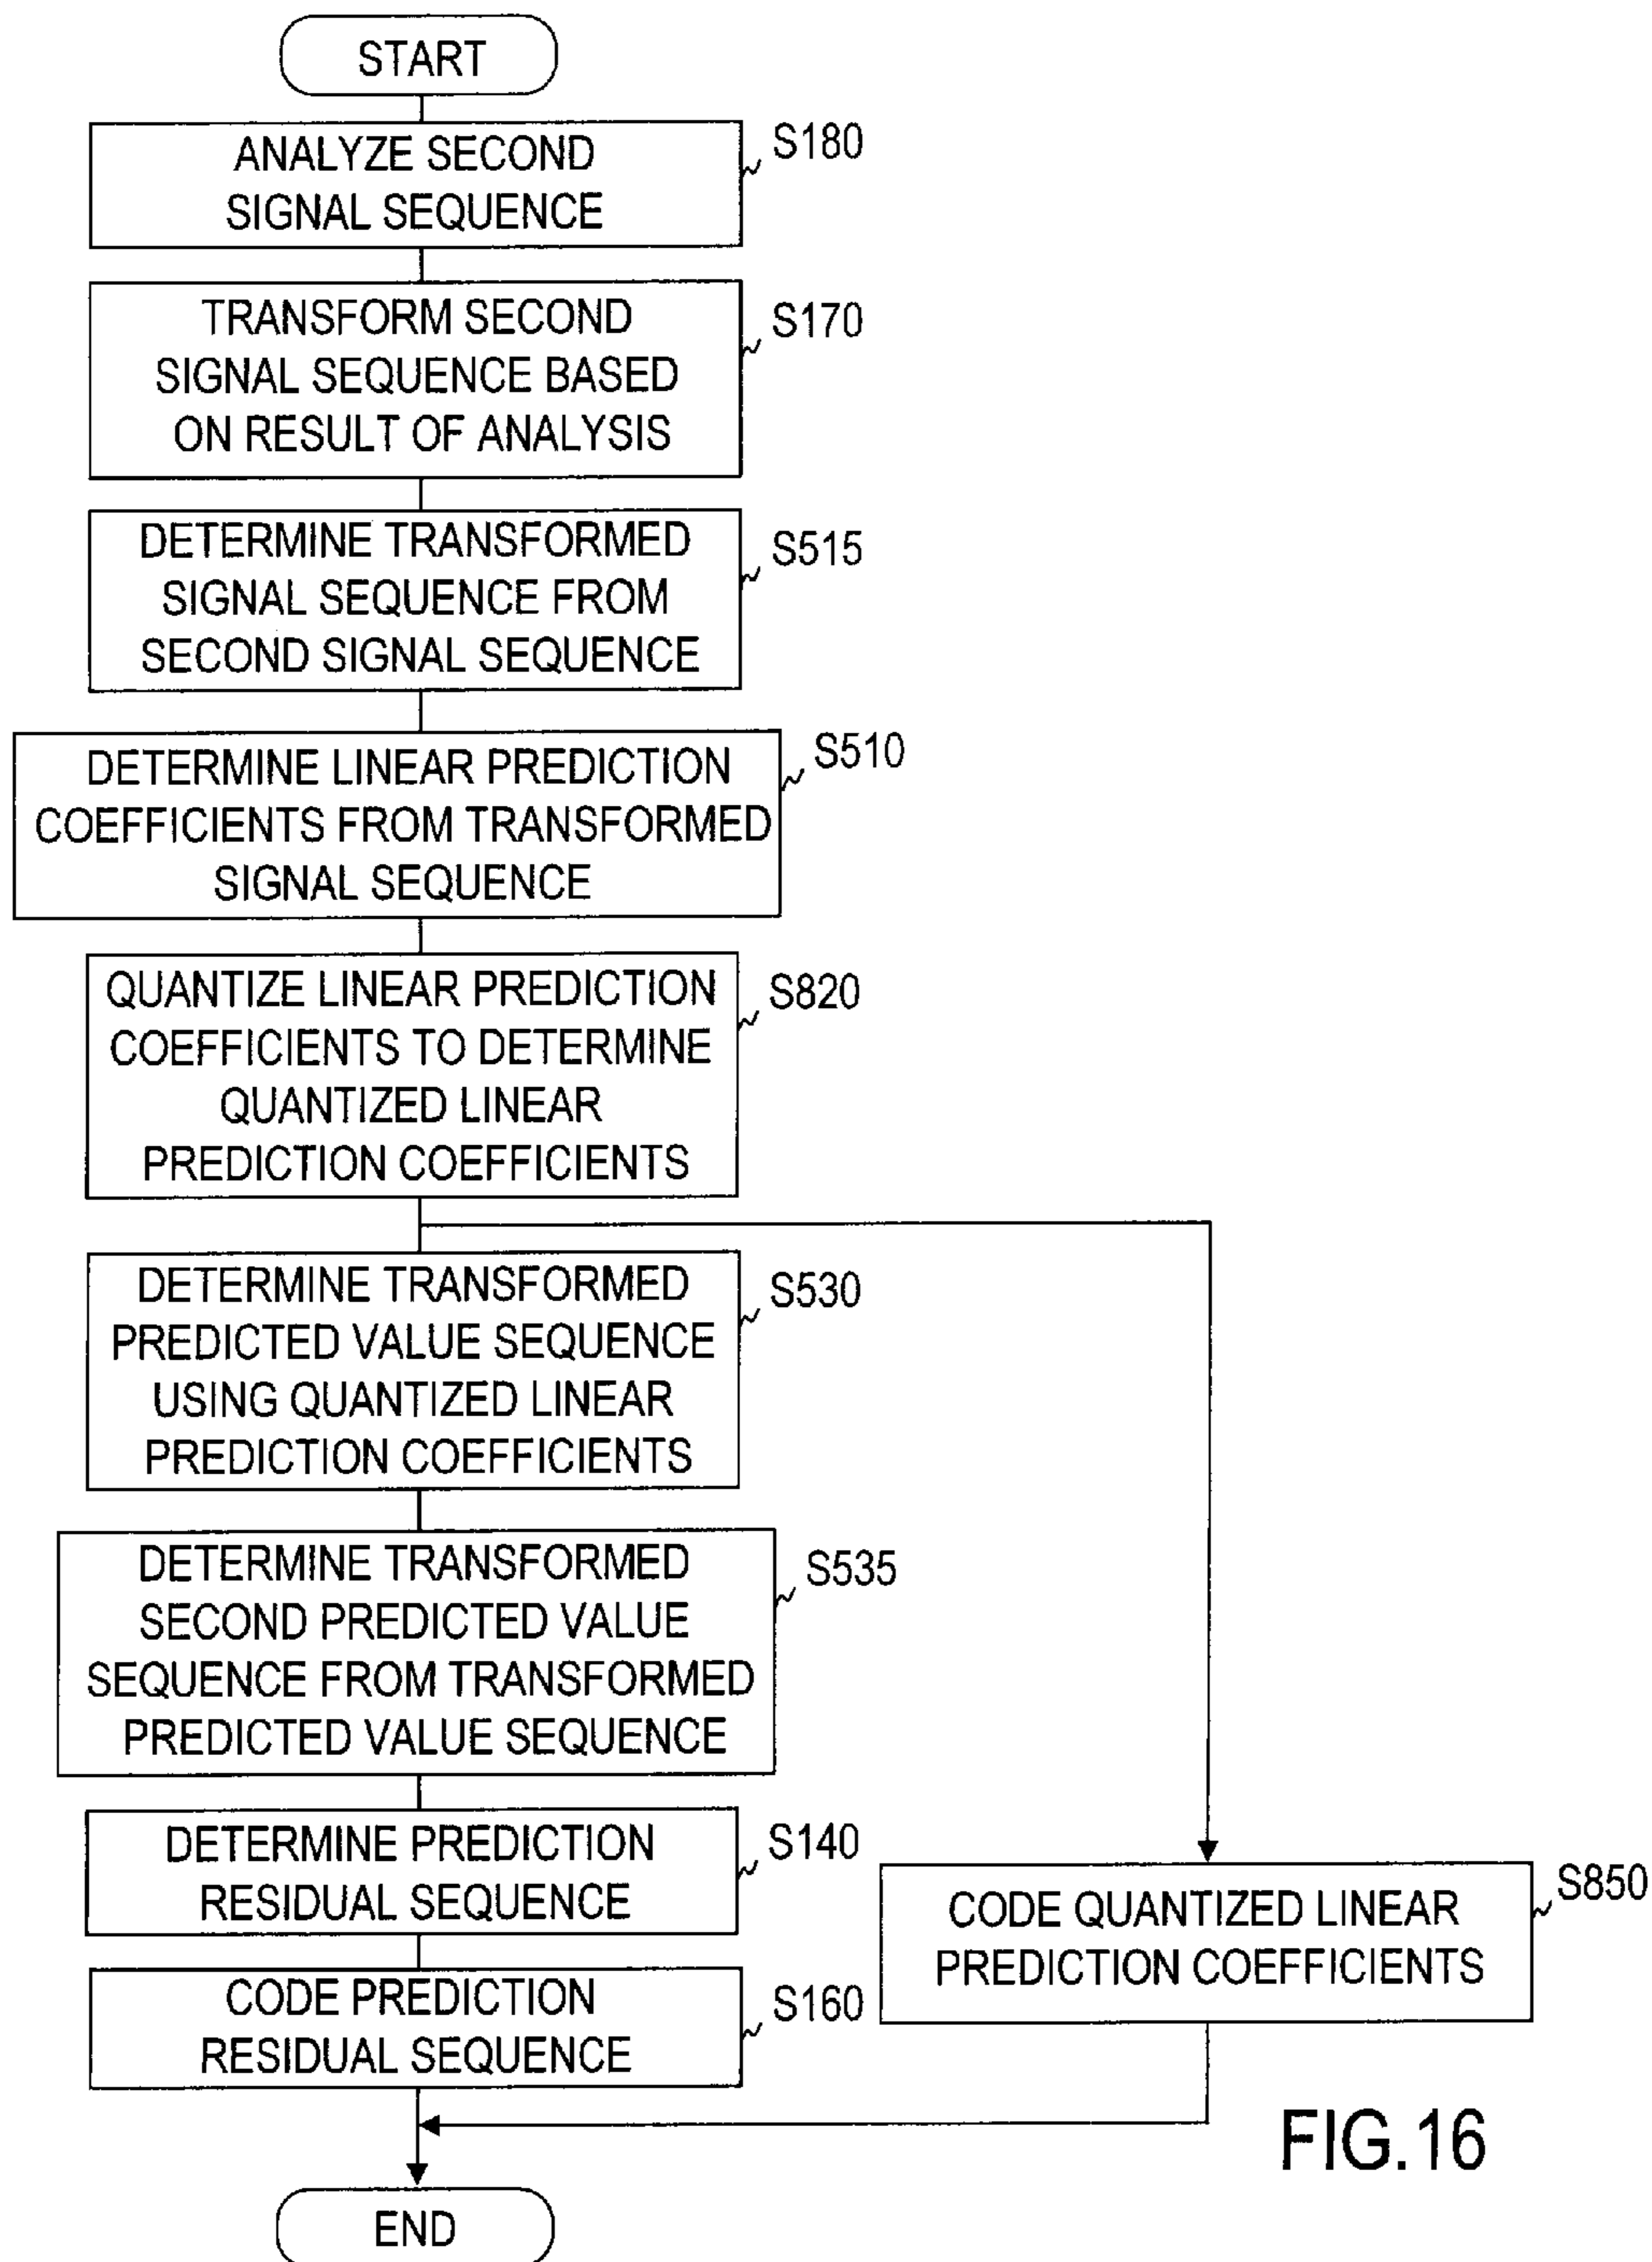 START
ANALYZE SECOND
SIGNAL SEQUENCE
S180
TRANSFORM SECOND
SIGNAL SEQUENCE BASED
ON RESULT OF ANALYSIS
S170
DETERMINE TRANSFORMED
SIGNAL SEQUENCE FROM
SECOND SIGNAL SEQUENCE
S515
DETERMINE LINEAR PREDICTION
COEFFICIENTS FROM TRANSFORMED
SIGNAL SEQUENCE
S510
QUANTIZE LINEAR PREDICTION
COEFFICIENTS TO DETERMINE
QUANTIZED LINEAR
PREDICTION COEFFICIENTS
S820
DETERMINE TRANSFORMED
PREDICTED VALUE SEQUENCE
USING QUANTIZED LINEAR
PREDICTION COEFFICIENTS
S530
DETERMINE TRANSFORMED
SECOND PREDICTED VALUE
SEQUENCE FROM TRANSFORMED
PREDICTED VALUE SEQUENCE
S535
DETERMINE PREDICTION
RESIDUAL SEQUENCE
S140
CODE QUANTIZED LINEAR
PREDICTION COEFFICIENTS
S850
CODE PREDICTION
RESIDUAL SEQUENCE
S160
END
FIG.16